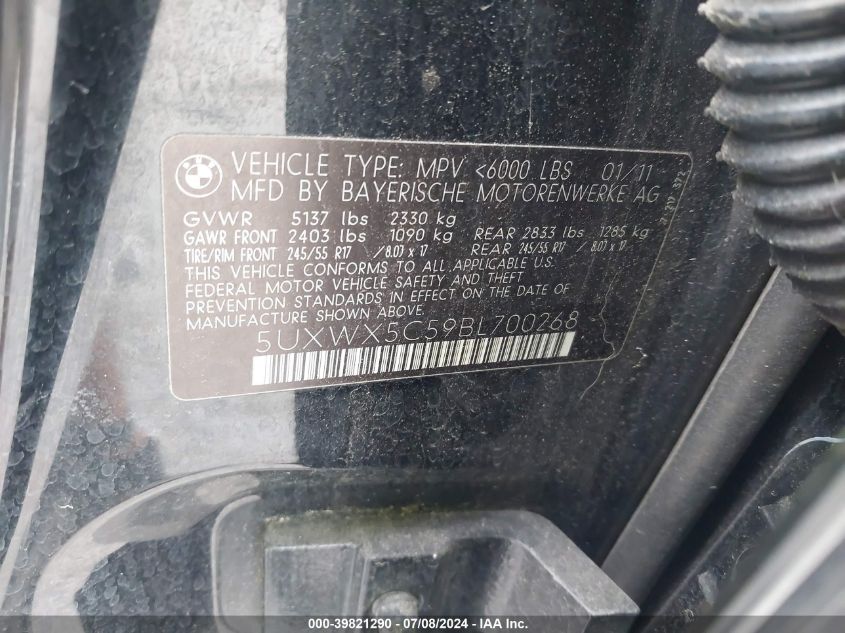 BMW
VEHICLE TYPE: MPV <6000 LBS 01/11
MFD BY BAYERISCHE MOTORENWERKE AG
GVWR 5137 lbs 2330 kg
GAWR FRONT 2403 lbs 1090 kg REAR 2833 lbs 1285 kg
TIRE/RIM FRONT 245/55 R17 /8.0J x 17 REAR 245/55 R17 / 8.0J x 17
THIS VEHICLE CONFORMS TO ALL APPLICABLE U.S.
FEDERAL MOTOR VEHICLE SAFETY AND THEFT
PREVENTION STANDARDS IN EFFECT ON THE DATE OF
MANUFACTURE SHOWN ABOVE.
5UXWX5C59BL700268
000-39821290 - 07/08/2024 - IAA Inc.